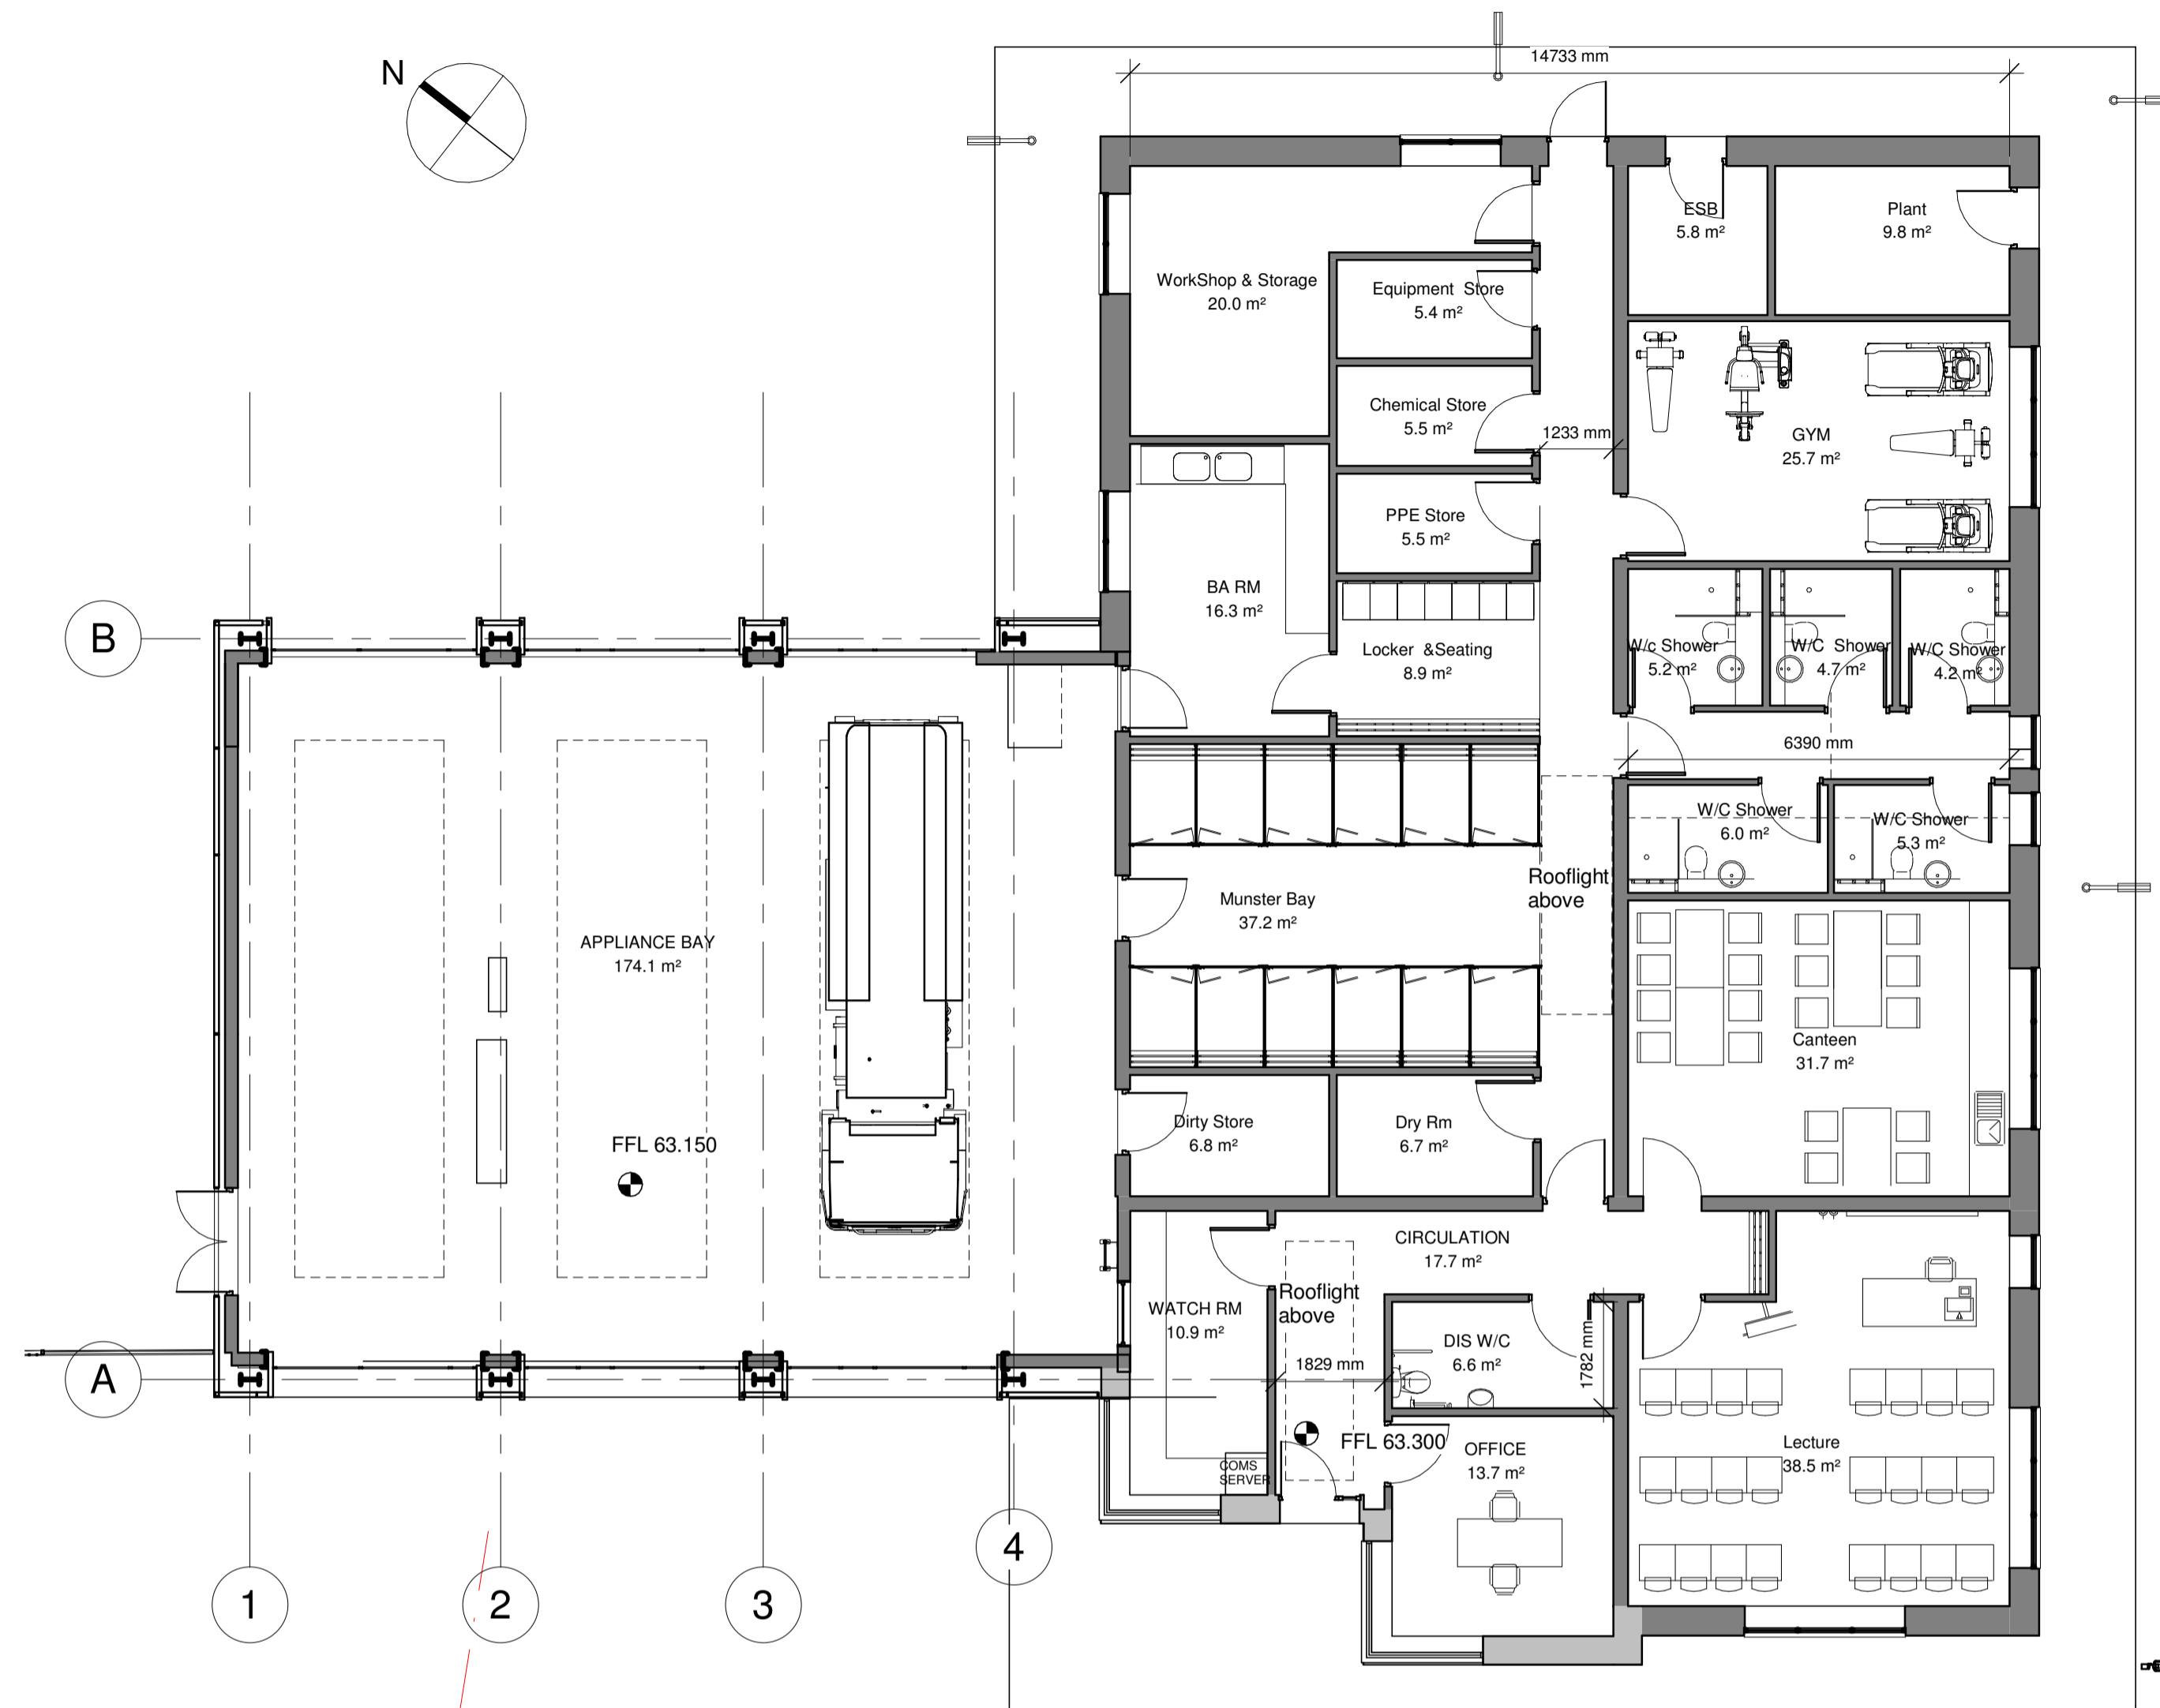 14733 mm
N
ESB
5.8 m²
Plant
9.8 m²
WorkShop & Storage
20.0 m²
Equipment Store
5.4 m²
Chemical Store
5.5 m²
1233 mm
GYM
25.7 m²
PPE Store
5.5 m²
BA RM
16.3 m²
B
Locker &Seating
8.9 m²
W/c Shower
5.2 m²
W/C Shower
4.7 m²
W/C Shower
4.2 m²
6390 mm
W/C Shower
6.0 m²
W/C Shower
5.3 m²
Rooflight
above
Munster Bay
37.2 m²
APPLIANCE BAY
174.1 m²
Canteen
31.7 m²
FFL 63.150
Dirty Store
6.8 m²
Dry Rm
6.7 m²
CIRCULATION
17.7 m²
Rooflight
above
WATCH RM
10.9 m²
DIS W/C
6.6 m²
1782 mm
1829 mm
A
FFL 63.300
OFFICE
13.7 m²
Lecture
38.5 m²
COMS
SERVER
4
1
2
3